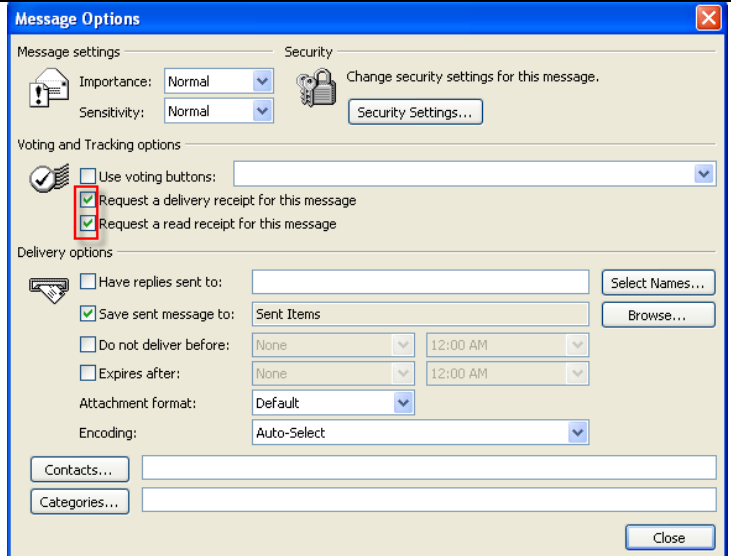 Message Options
Message settings
Security
Importance: Normal
Change security settings for this message.
Sensitivity: Normal
Security Settings...
Voting and Tracking options
Use voting buttons:
Request a delivery receipt for this message
Request a read receipt for this message
Delivery options
Have replies sent to:
Select Names...
Save sent message to: Sent Items
Browse...
Do not deliver before: None 12:00 AM
Expires after: None 12:00 AM
Attachment format: Default
Encoding: Auto-Select
Contacts...
Categories...
Close